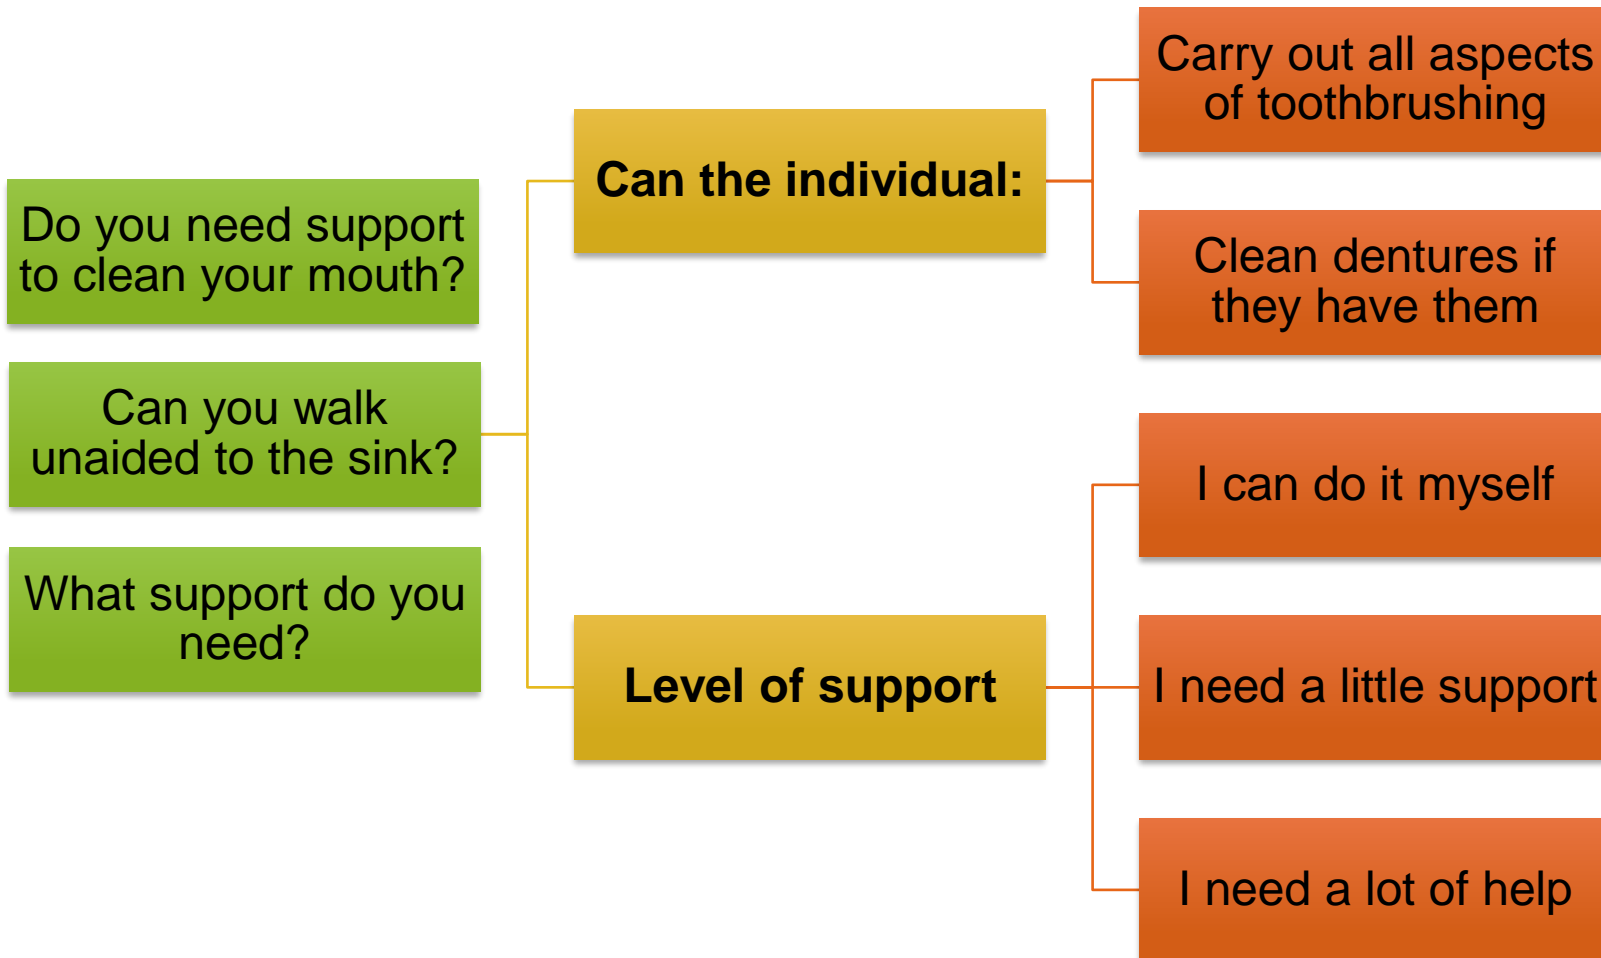 Do you need support
to clean your mouth?
Can you walk
unaided to the sink?
What support do you
need?
Can the individual:
Level of support
Carry out all aspects
of toothbrushing
Clean dentures if
they have them
I can do it myself
I need a little support
I need a lot of help